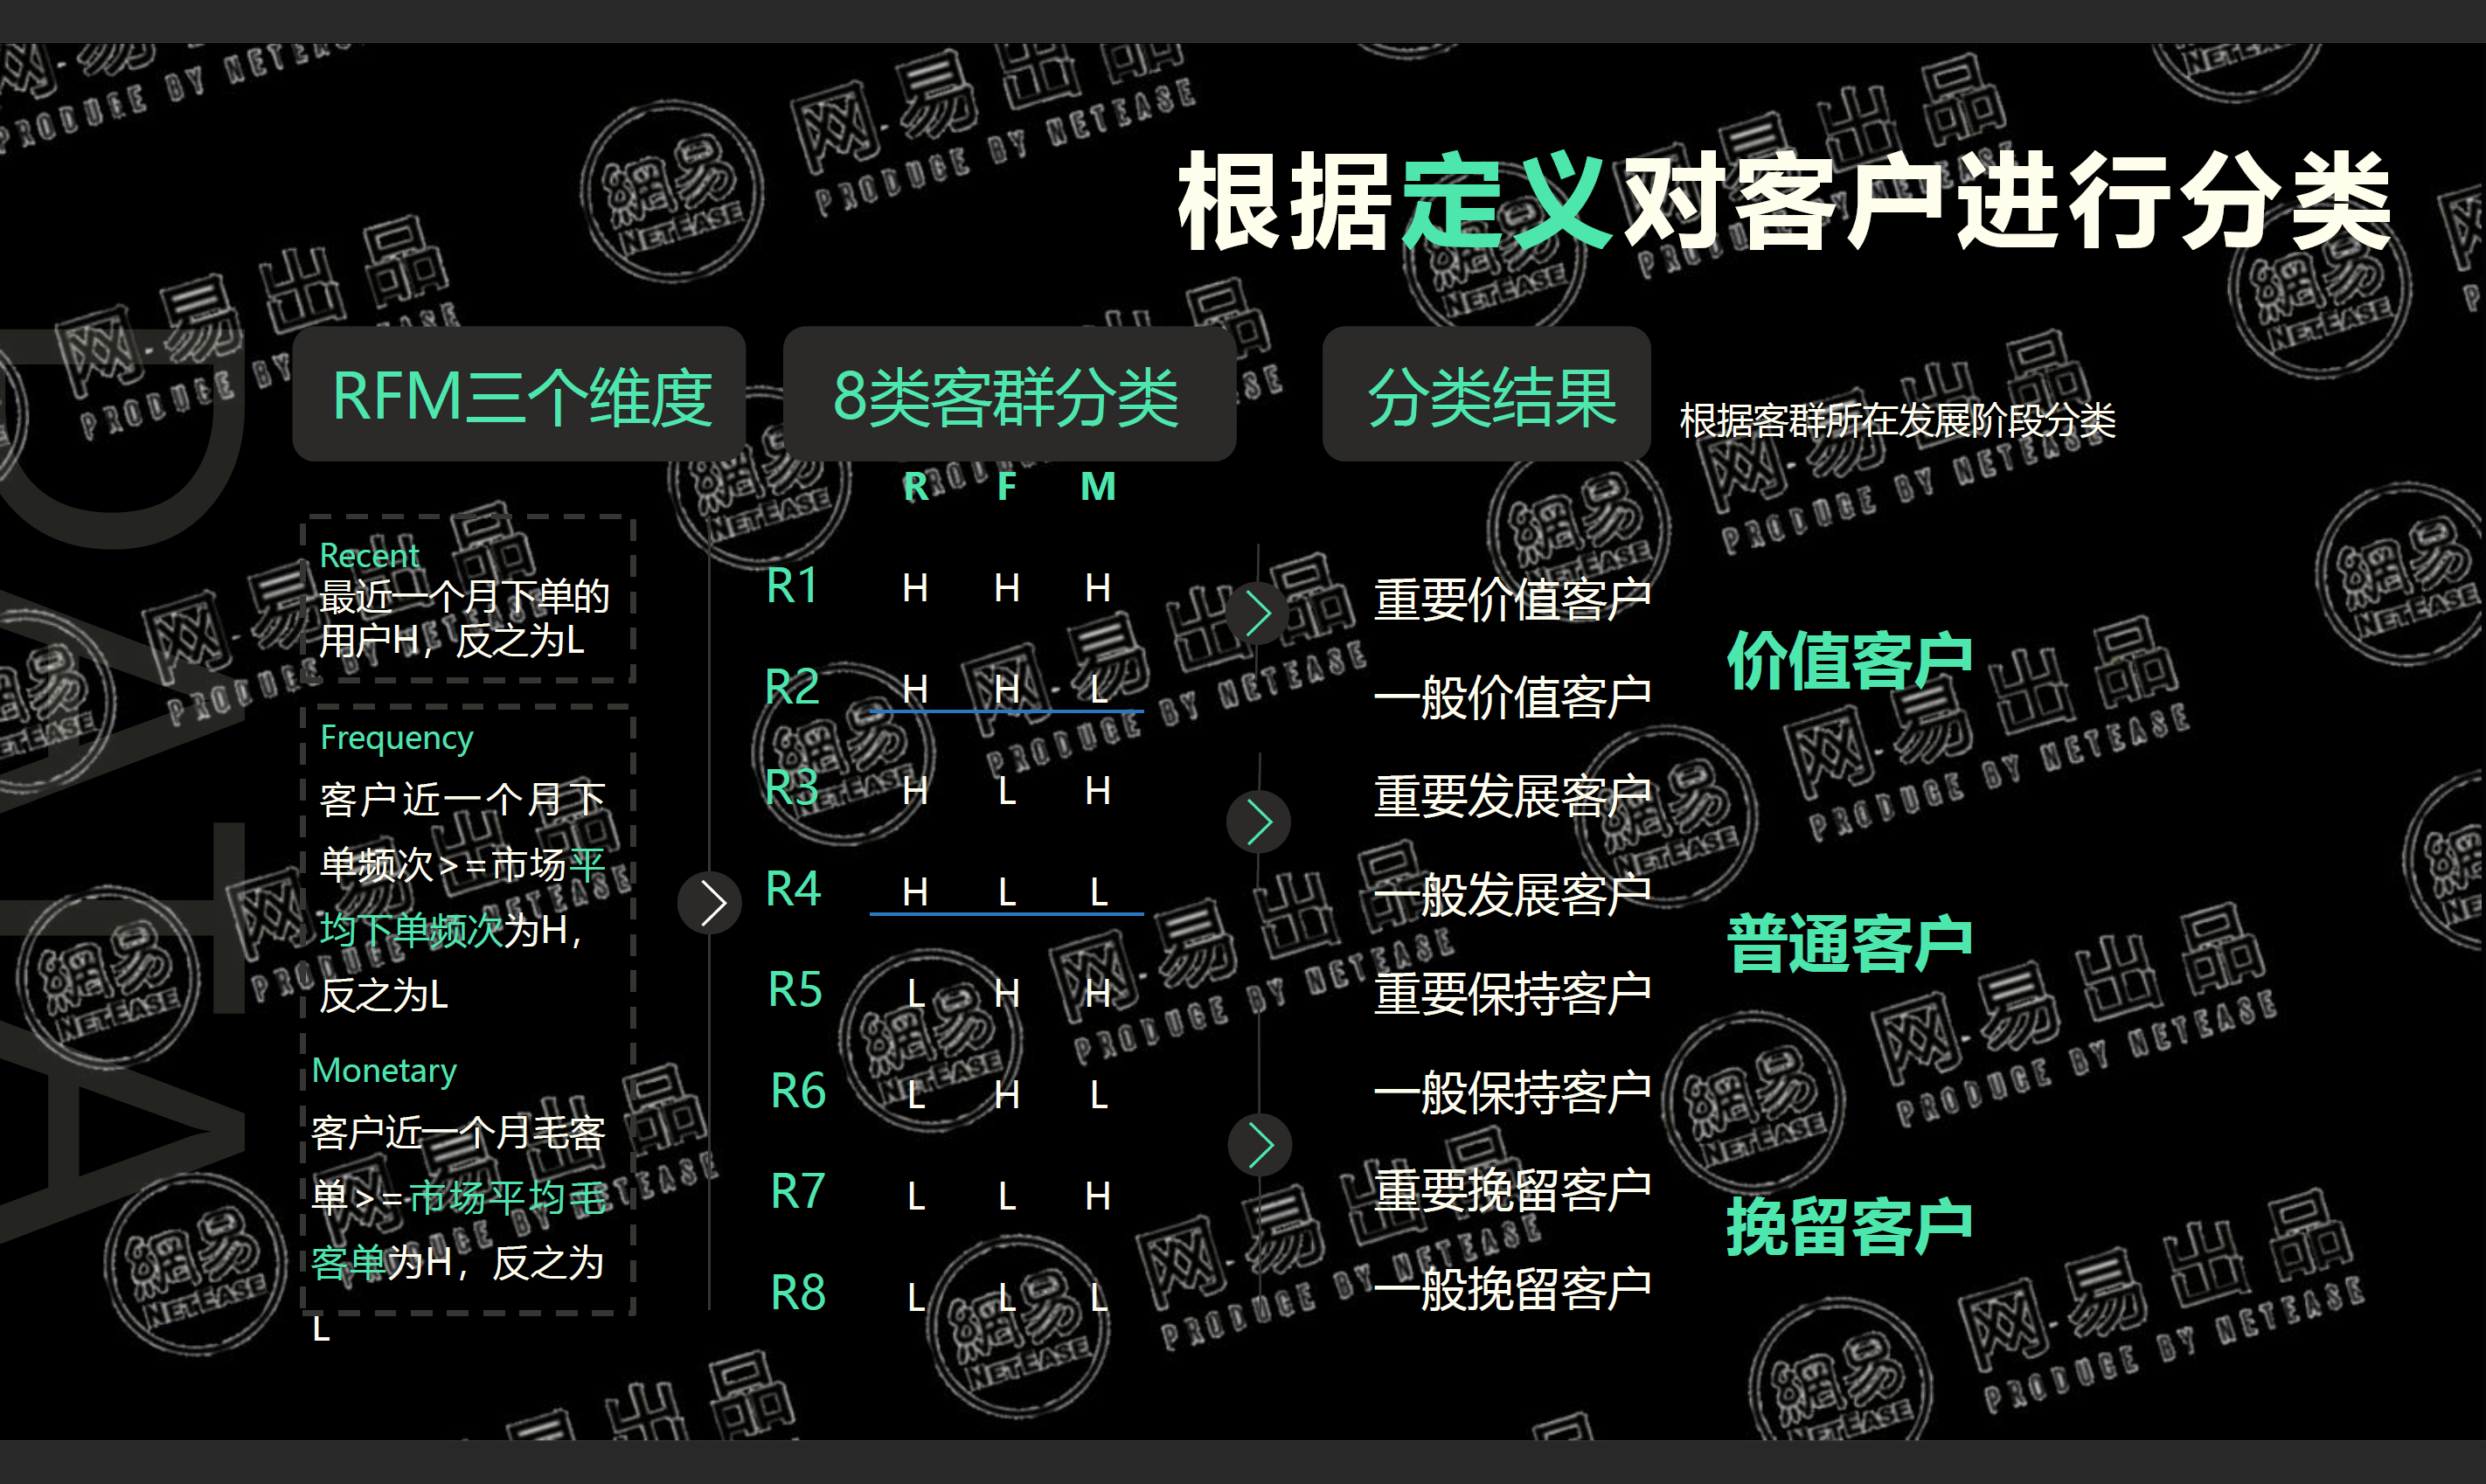 根据定义对客户进行分类
RFM三个维度
8类客群分类
分类结果
根据客群所在发展阶段分类
Recent
最近一个月下单的
用户H，反之为L
Frequency
客户近一个月下
单频次>=市场平
均下单频次为H，
反之为L
Monetary
客户近一个月毛客
单>=市场平均毛
客单为H，反之为
L
R F M
R1 H H H
R2 H H L
R3 H L H
R4 H L L
R5 L H H
R6 L H L
R7 L L H
R8 L L L
重要价值客户
一般价值客户
重要发展客户
一般发展客户
重要保持客户
一般保持客户
重要挽留客户
一般挽留客户
价值客户
普通客户
挽留客户
網易
NETEASE
网·易出品
PRODUCE BY NETEASE